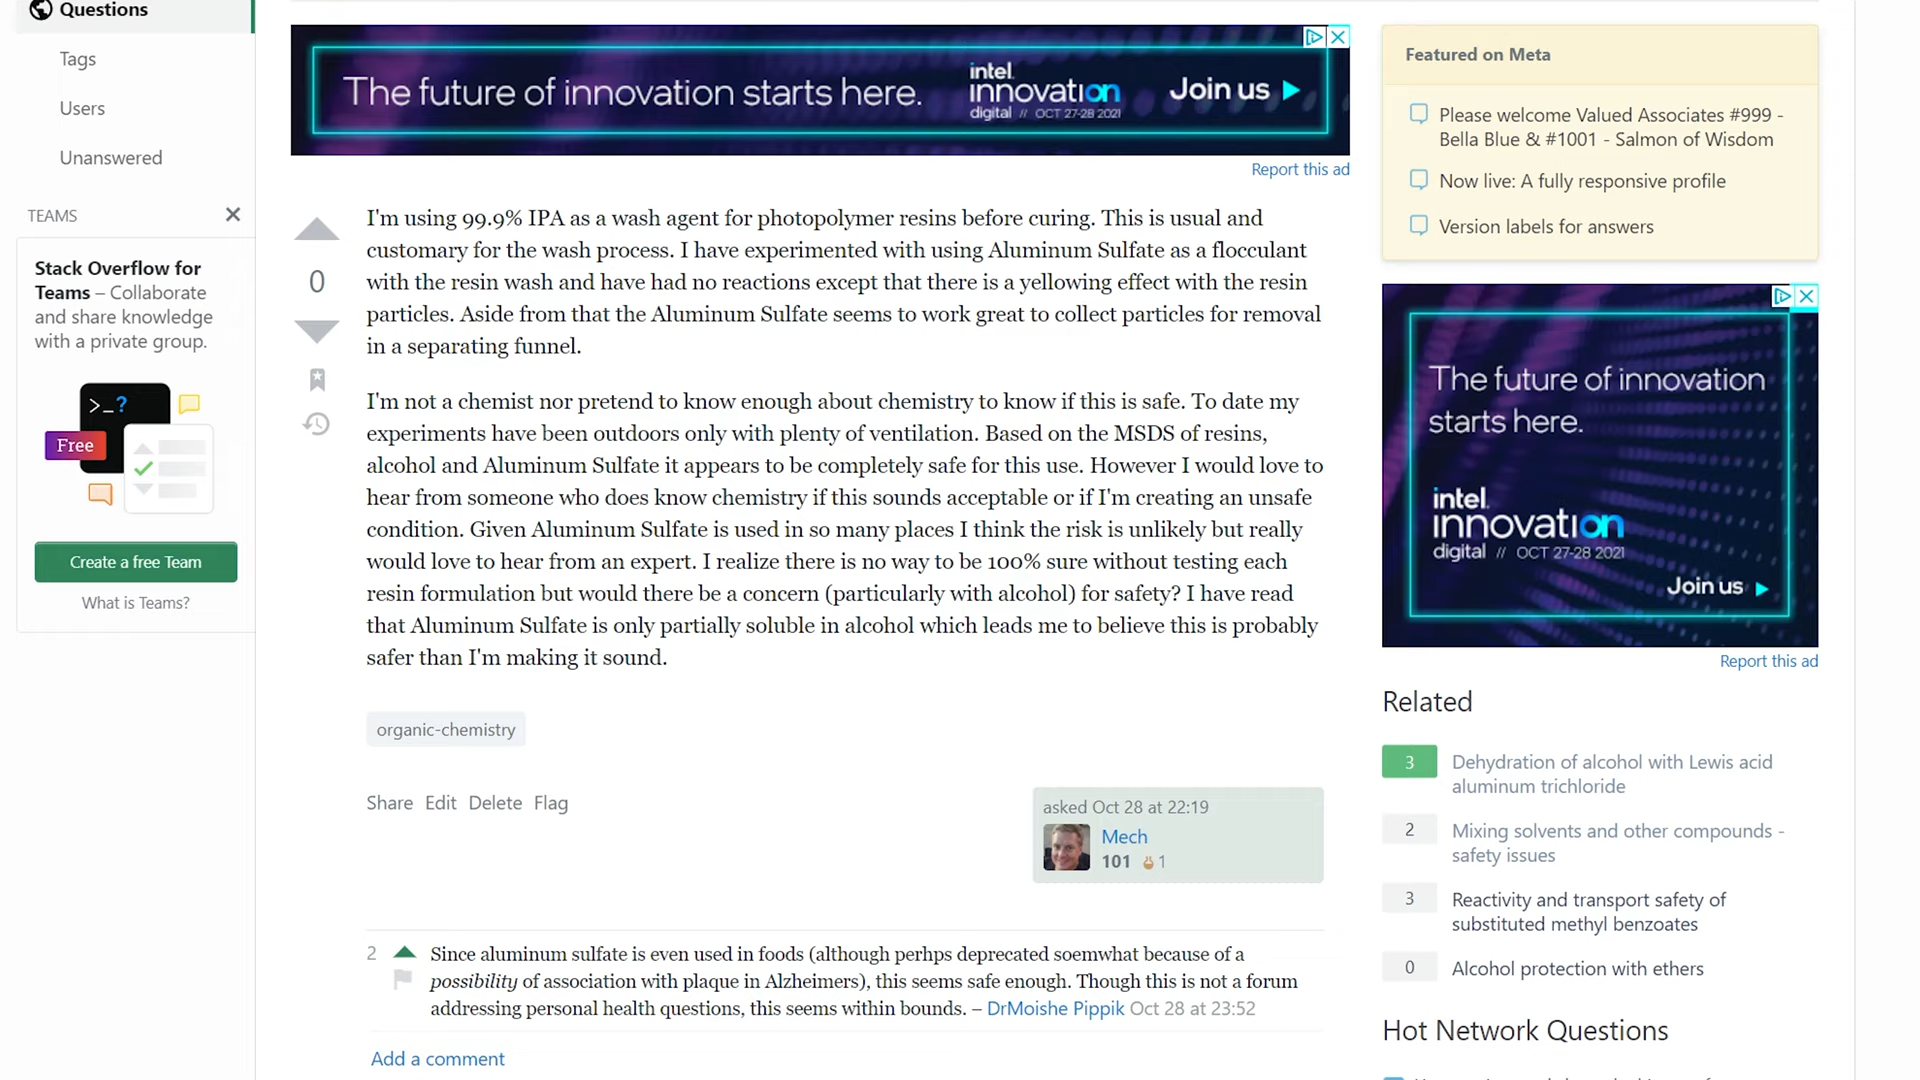 Questions
Tags
Users
Unanswered
TEAMS
Stack Overflow for
Teams – Collaborate
and share knowledge
with a private group.
>_?
Free
Create a free Team
What is Teams?
The future of innovation starts here.
intel.
innovation
digital // OCT 27-28 2021
Join us
Report this ad
0
I'm using 99.9% IPA as a wash agent for photopolymer resins before curing. This is usual and
customary for the wash process. I have experimented with using Aluminum Sulfate as a flocculant
with the resin wash and have had no reactions except that there is a yellowing effect with the resin
particles. Aside from that the Aluminum Sulfate seems to work great to collect particles for removal
in a separating funnel.
I'm not a chemist nor pretend to know enough about chemistry to know if this is safe. To date my
experiments have been outdoors only with plenty of ventilation. Based on the MSDS of resins,
alcohol and Aluminum Sulfate it appears to be completely safe for this use. However I would love to
hear from someone who does know chemistry if this sounds acceptable or if I'm creating an unsafe
condition. Given Aluminum Sulfate is used in so many places I think the risk is unlikely but really
would love to hear from an expert. I realize there is no way to be 100% sure without testing each
resin formulation but would there be a concern (particularly with alcohol) for safety? I have read
that Aluminum Sulfate is only partially soluble in alcohol which leads me to believe this is probably
safer than I'm making it sound.
organic-chemistry
Share Edit Delete Flag
asked Oct 28 at 22:19
Mech
101 1
2
Since aluminum sulfate is even used in foods (although perhps deprecated soemwhat because of a
possibility of association with plaque in Alzheimers), this seems safe enough. Though this is not a forum
addressing personal health questions, this seems within bounds. – DrMoishe Pippik Oct 28 at 23:52
Add a comment
Featured on Meta
Please welcome Valued Associates #999 -
Bella Blue & #1001 - Salmon of Wisdom
Now live: A fully responsive profile
Version labels for answers
The future of innovation
starts here.
intel.
innovation
digital // OCT 27-28 2021
Join us
Report this ad
Related
3 Dehydration of alcohol with Lewis acid
aluminum trichloride
2 Mixing solvents and other compounds -
safety issues
3 Reactivity and transport safety of
substituted methyl benzoates
0 Alcohol protection with ethers
Hot Network Questions